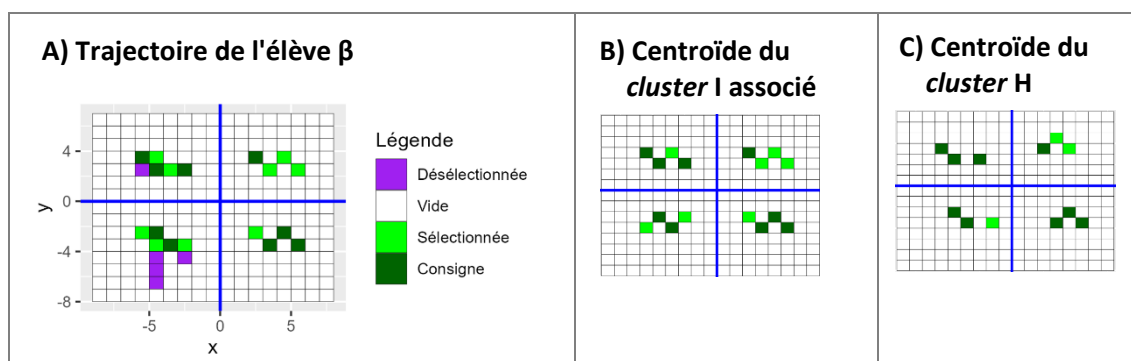 A) Trajectoire de l'élève β
y
4
0
-4
-8
-5
0
5
x
Légende
Désélectionnée
Vide
Sélectionnée
Consigne
B) Centroïde du
cluster I associé
C) Centroïde du
cluster H